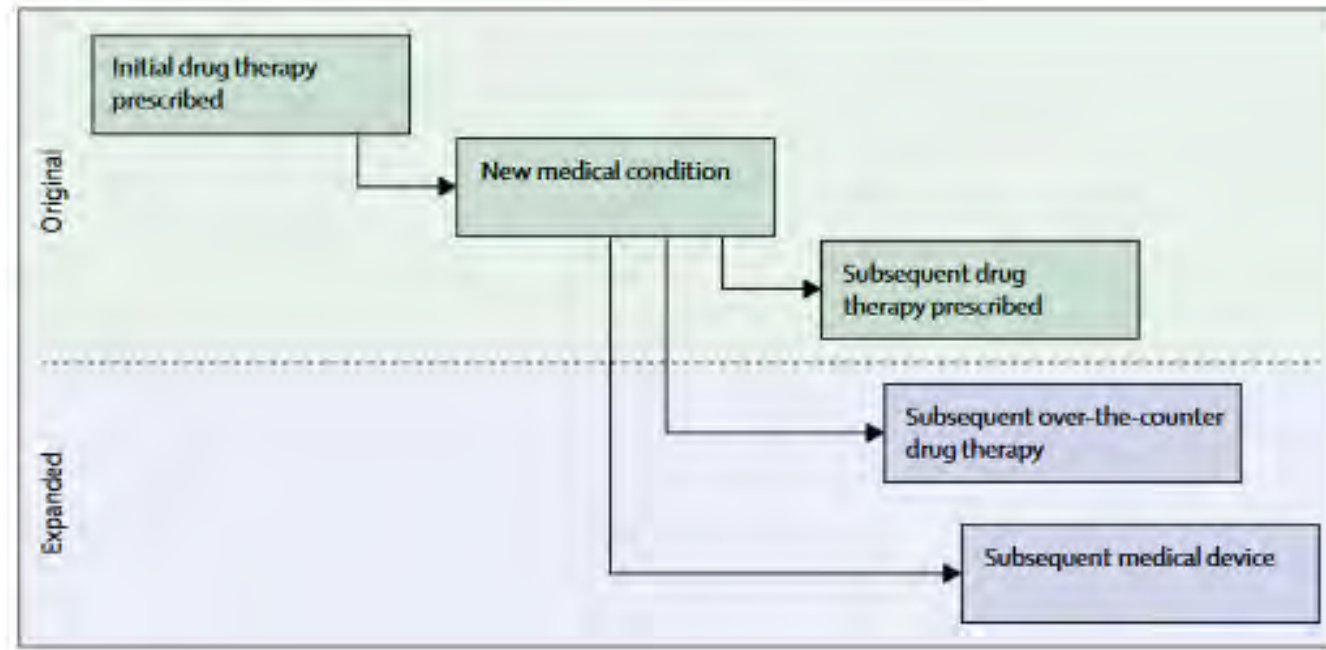 Initial drug therapy
prescribed
Original
New medical condition
Subsequent drug
therapy prescribed
Expanded
Subsequent over-the-counter
drug therapy
Subsequent medical device